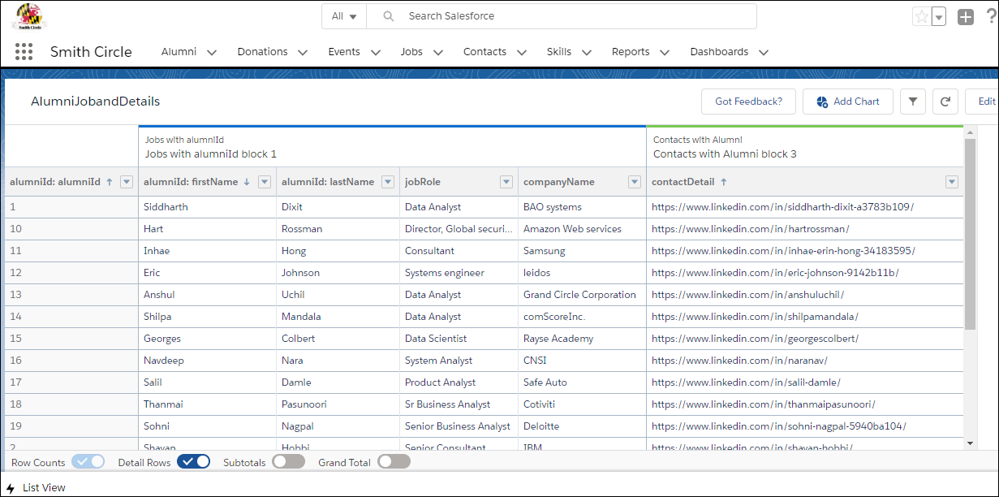 Smith Circle
All
Search Salesforce
Smith Circle Alumni Donations Events Jobs Contacts Skills Reports Dashboards
AlumniJobandDetails Got Feedback? Add Chart Edit
Jobs with alumniId Contacts with Alumni
Jobs with alumniId block 1 Contacts with Alumni block 3
alumniId: alumniId ↑ alumniId: firstName ↓ alumniId: lastName jobRole companyName contactDetail ↑
1 Siddharth Dixit Data Analyst BAO systems https://www.linkedin.com/in/siddharth-dixit-a3783b109/
10 Hart Rossman Director, Global securi... Amazon Web services https://www.linkedin.com/in/hartrossman/
11 Inhae Hong Consultant Samsung https://www.linkedin.com/in/inhae-erin-hong-34183595/
12 Eric Johnson Systems engineer leidos https://www.linkedin.com/in/eric-johnson-9142b11b/
13 Anshul Uchil Data Analyst Grand Circle Corporation https://www.linkedin.com/in/anshuluchil/
14 Shilpa Mandala Data Analyst comScoreInc. https://www.linkedin.com/in/shilpamandala/
15 Georges Colbert Data Scientist Rayse Academy https://www.linkedin.com/in/georgescolbert/
16 Navdeep Nara System Analyst CNSI https://www.linkedin.com/in/naranav/
17 Salil Damle Product Analyst Safe Auto https://www.linkedin.com/in/salil-damle/
18 Thanmai Pasunoori Sr Business Analyst Cotiviti https://www.linkedin.com/in/thanmaipasunoori/
19 Sohni Nagpal Senior Business Analyst Deloitte https://www.linkedin.com/in/sohni-nagpal-5940ba104/
2 Shayan Hobbi Senior Consultant IBM https://www.linkedin.com/in/shayan-hobbi/
Row Counts Detail Rows Subtotals Grand Total
List View